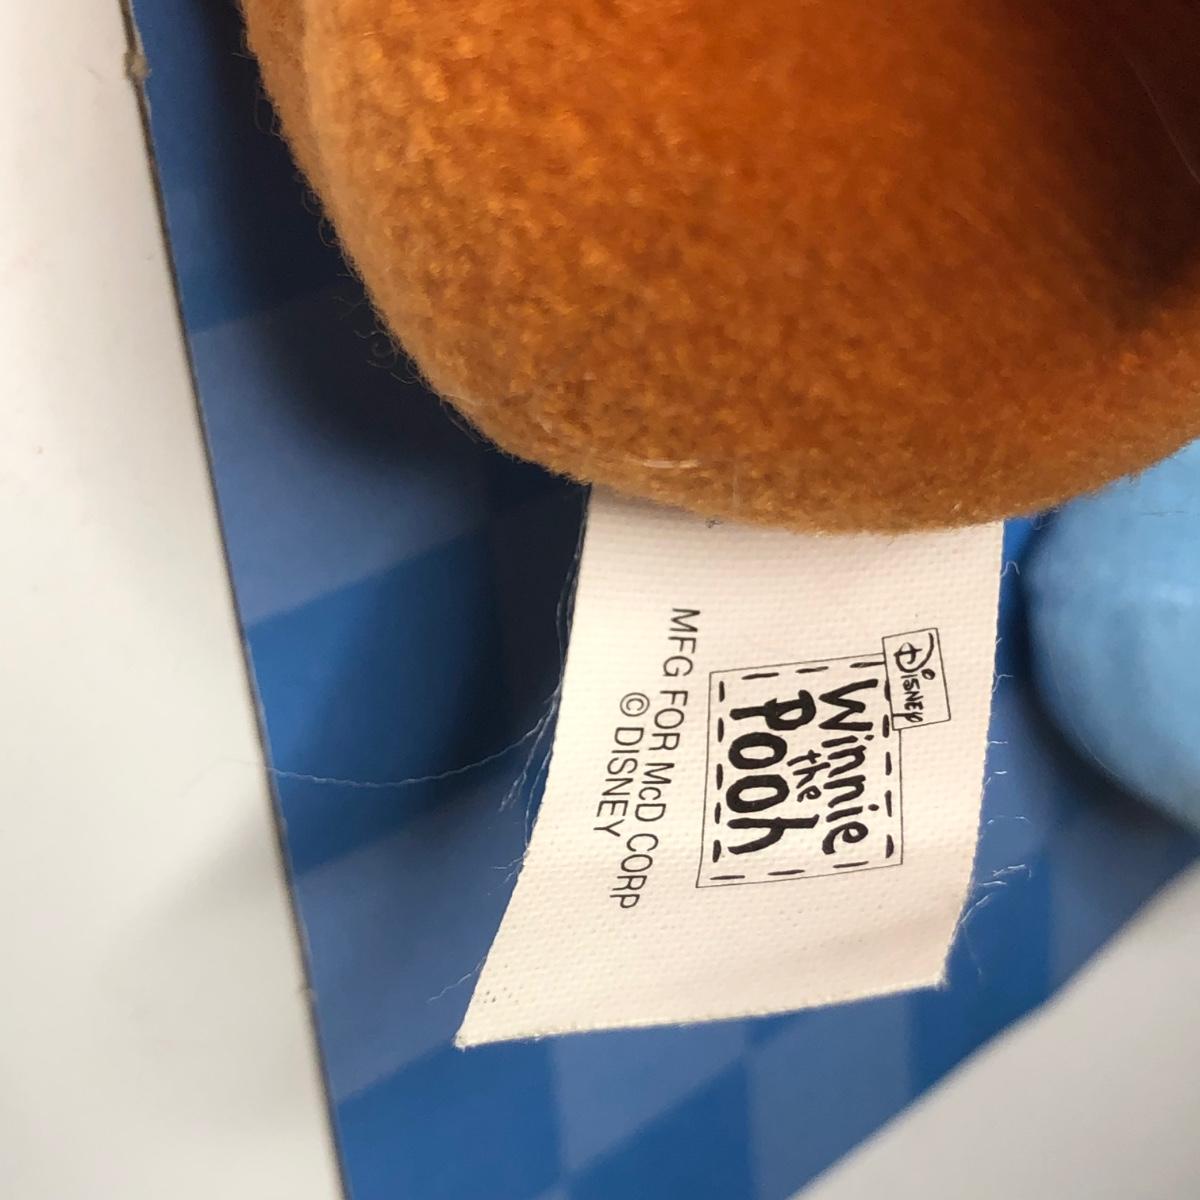 Disney
Winnie
the
Pooh
MFG FOR McD CORP
© DISNEY